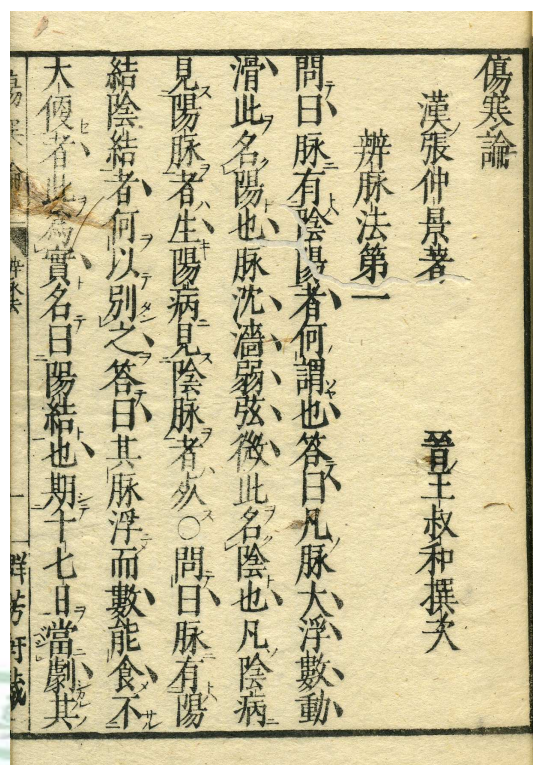 傷寒論
漢張仲景著　晉王叔和撰次
辨脉法第一
問曰脉有陰陽者何謂也答曰凡脉大浮數動
滑此名陽也脉沈濇弱弦微此名陰也凡陰病
見陽脉者生陽病見陰脉者死○問曰脉有陽
結陰結者何以別之答曰其脉浮而數能食不
大便者此爲實名曰陽結也期十七日當劇其
傷寒論
辨脉法
一